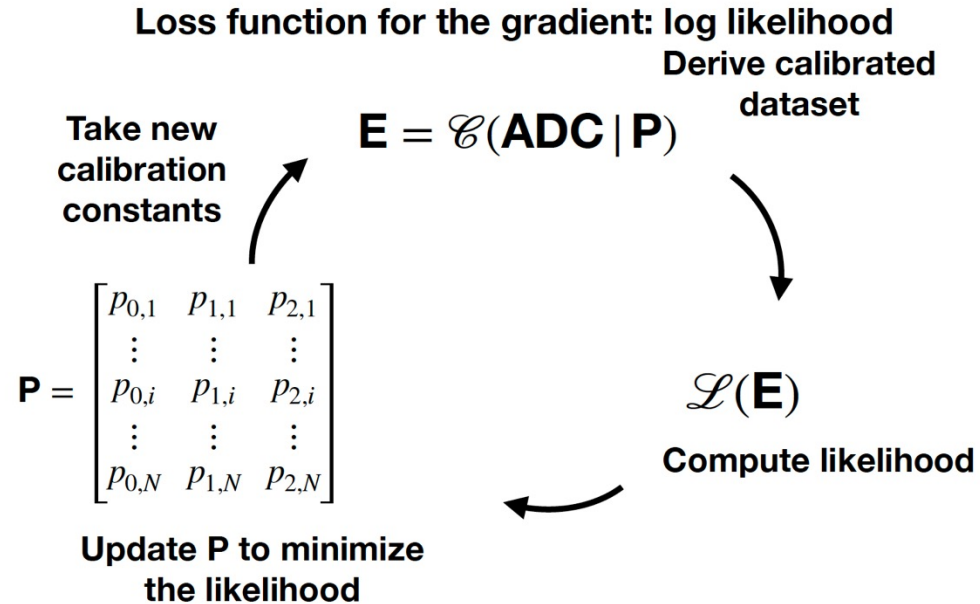 Loss function for the gradient: log likelihood
Derive calibrated
dataset
Take new
calibration
constants
E = 𝒞(ADC | P)
P =
p0,1 p1,1 p2,1
⋮ ⋮ ⋮
p0,i p1,i p2,i
⋮ ⋮ ⋮
p0,N p1,N p2,N
ℒ(E)
Compute likelihood
Update P to minimize
the likelihood